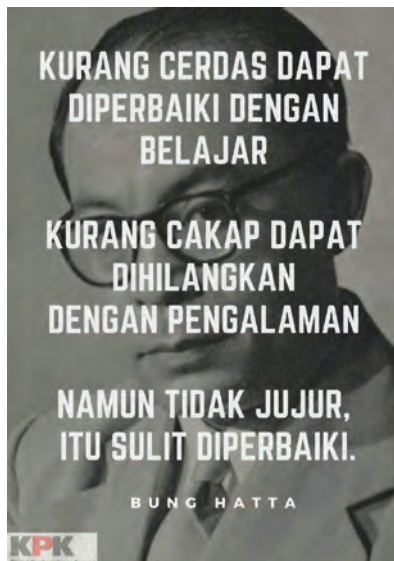 KURANG CERDAS DAPAT
DIPERBAIKI DENGAN
BELAJAR
KURANG CAKAP DAPAT
DIHILANGKAN
DENGAN PENGALAMAN
NAMUN TIDAK JUJUR,
ITU SULIT DIPERBAIKI.
BUNG HATTA
KPK